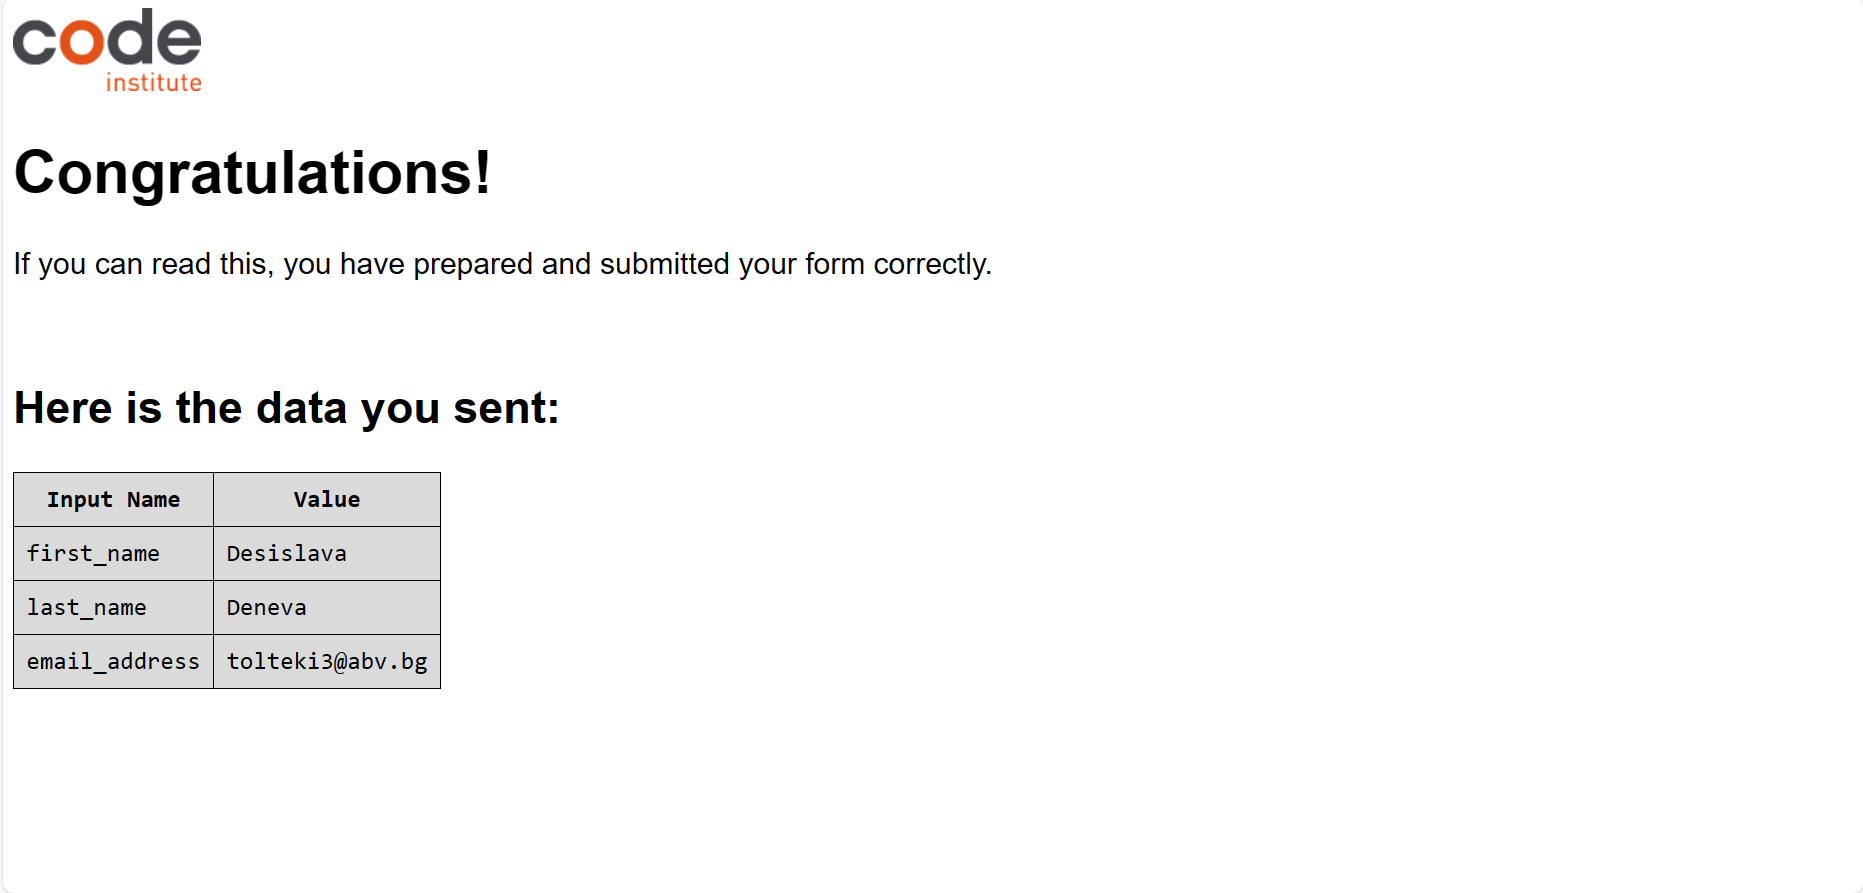 code
institute
Congratulations!
If you can read this, you have prepared and submitted your form correctly.
Here is the data you sent:
Input Name Value
first_name Desislava
last_name Deneva
email_address tolteki3@abv.bg